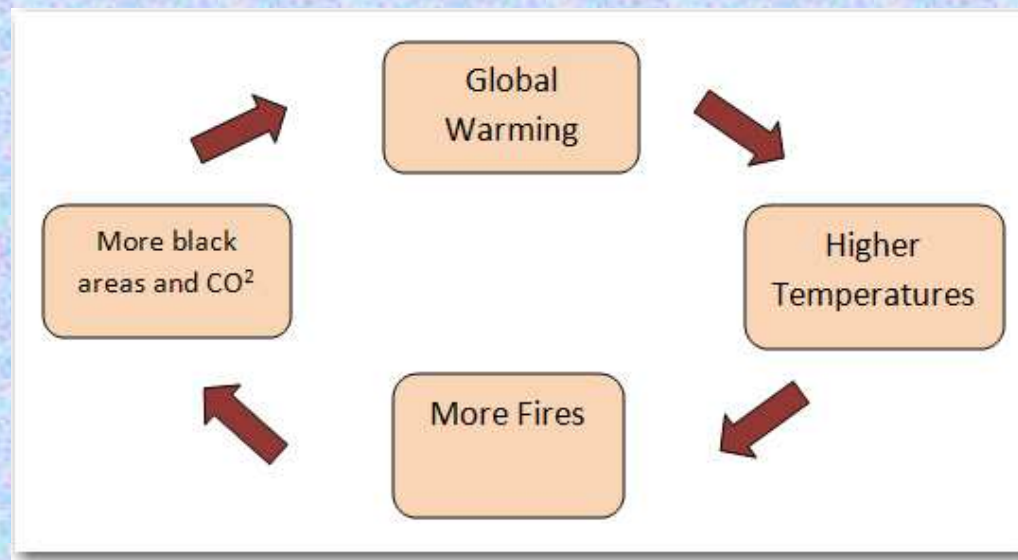 Global
Warming
Higher
Temperatures
More Fires
More black
areas and CO²